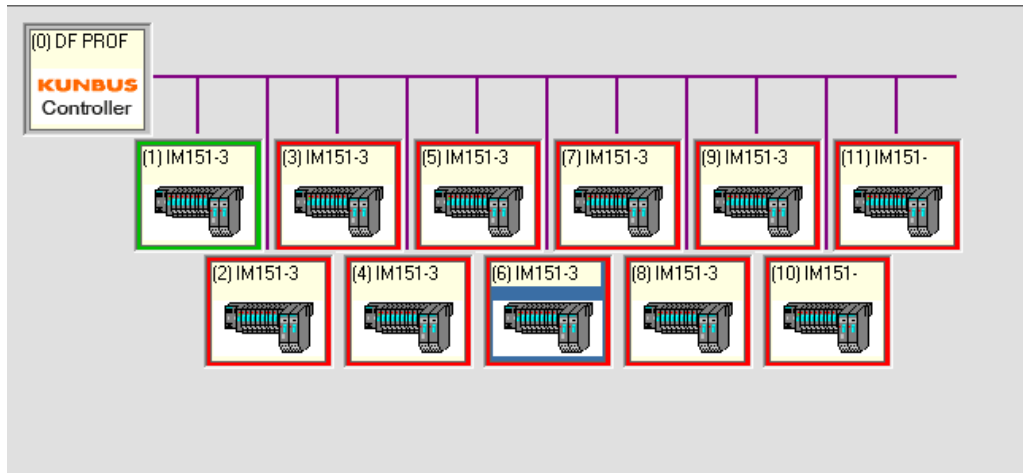 (0) DF PROF
KUNBUS
Controller
(1) IM151-3
(3) IM151-3
(5) IM151-3
(7) IM151-3
(9) IM151-3
(11) IM151-
(2) IM151-3
(4) IM151-3
(6) IM151-3
(8) IM151-3
(10) IM151-